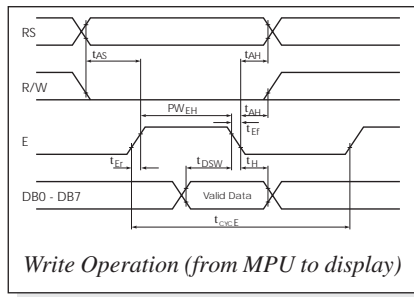 RS
tAS
tAH
R/W
PWEH
tAH
tEf
E
tEr
tDSW
tH
DB0 - DB7
Valid Data
tCYCE
Write Operation (from MPU to display)